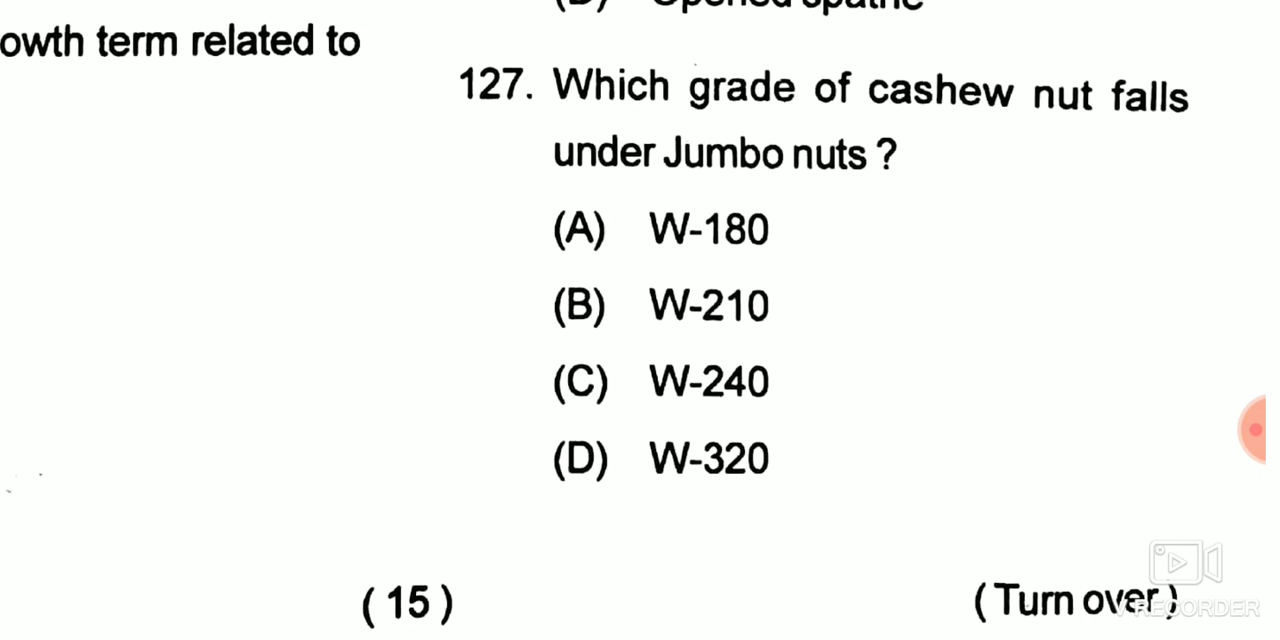 owth term related to
127. Which grade of cashew nut falls
under Jumbo nuts ?
(A) W-180
(B) W-210
(C) W-240
(D) W-320
( 15 )
( Turn over )
RECORDER